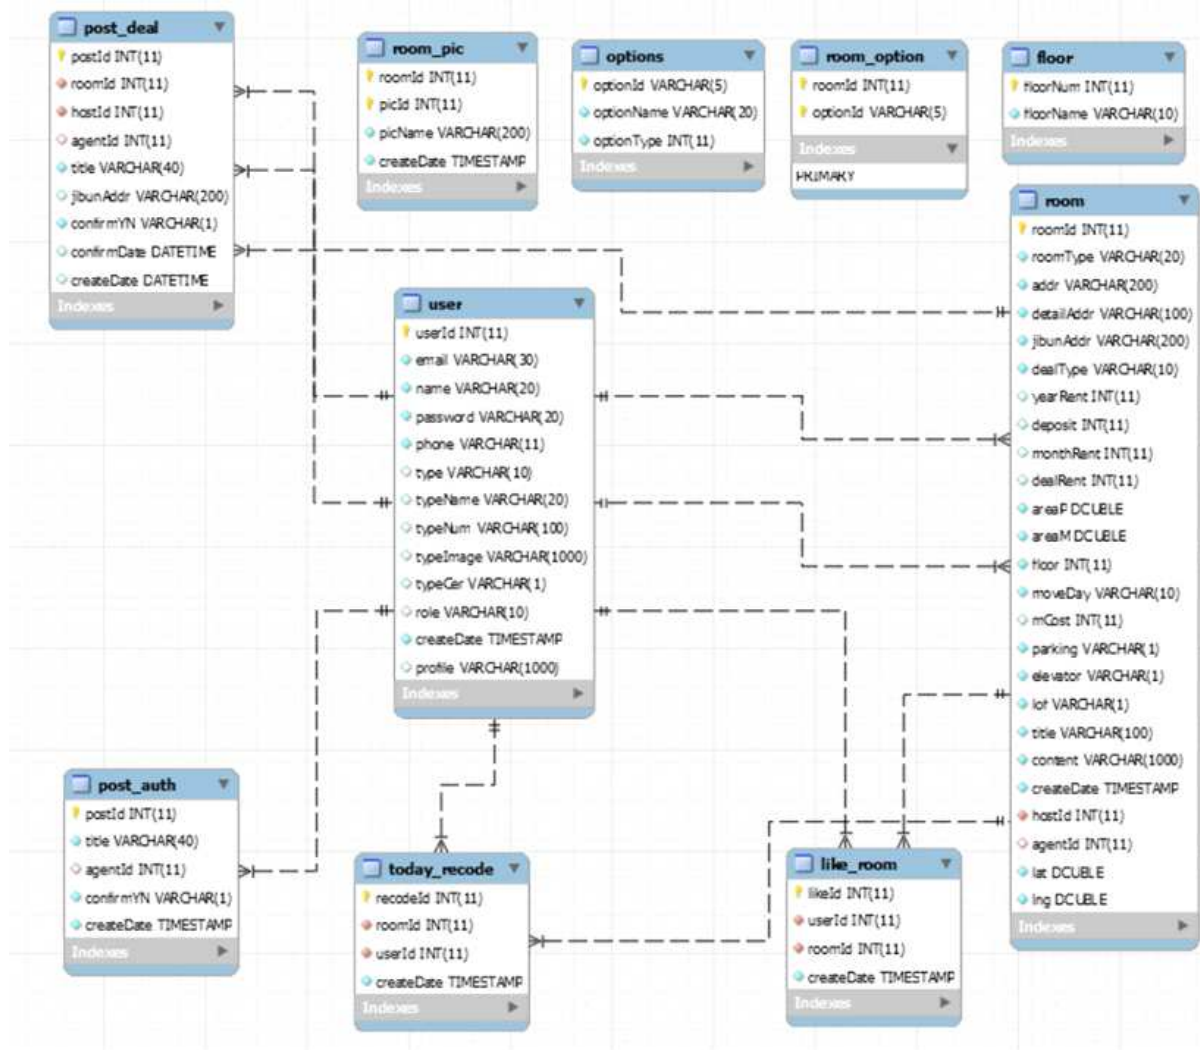 post_deal
postId INT(11)
roomId INT(11)
hostId INT(11)
agentId INT(11)
title VARCHAR(40)
jibunAddr VARCHAR(200)
confirmYN VARCHAR(1)
confirmDate DATETIME
createDate DATETIME
Indexes
room_pic
roomId INT(11)
picId INT(11)
picName VARCHAR(200)
createDate TIMESTAMP
Indexes
options
optionId VARCHAR(5)
optionName VARCHAR(20)
optionType INT(11)
Indexes
room_option
roomId INT(11)
optionId VARCHAR(5)
Indexes
PRIMARY
floor
floorNum INT(11)
floorName VARCHAR(10)
Indexes
room
roomId INT(11)
roomType VARCHAR(20)
addr VARCHAR(200)
detailAddr VARCHAR(100)
jibunAddr VARCHAR(200)
dealType VARCHAR(10)
yearRent INT(11)
deposit INT(11)
monthRent INT(11)
dealRent INT(11)
areaP DOUBLE
areaM DOUBLE
floor INT(11)
moveDay VARCHAR(10)
mCost INT(11)
parking VARCHAR(1)
elevator VARCHAR(1)
lof VARCHAR(1)
title VARCHAR(100)
content VARCHAR(1000)
createDate TIMESTAMP
hostId INT(11)
agentId INT(11)
lat DOUBLE
lng DOUBLE
Indexes
user
userId INT(11)
email VARCHAR(30)
name VARCHAR(20)
password VARCHAR(20)
phone VARCHAR(11)
type VARCHAR(10)
typeName VARCHAR(20)
typeNum VARCHAR(100)
typeImage VARCHAR(1000)
typeCer VARCHAR(1)
role VARCHAR(10)
createDate TIMESTAMP
profile VARCHAR(1000)
Indexes
post_auth
postId INT(11)
title VARCHAR(40)
agentId INT(11)
confirmYN VARCHAR(1)
createDate TIMESTAMP
Indexes
today_recode
recodeId INT(11)
roomId INT(11)
userId INT(11)
createDate TIMESTAMP
Indexes
like_room
likeId INT(11)
userId INT(11)
roomId INT(11)
createDate TIMESTAMP
Indexes